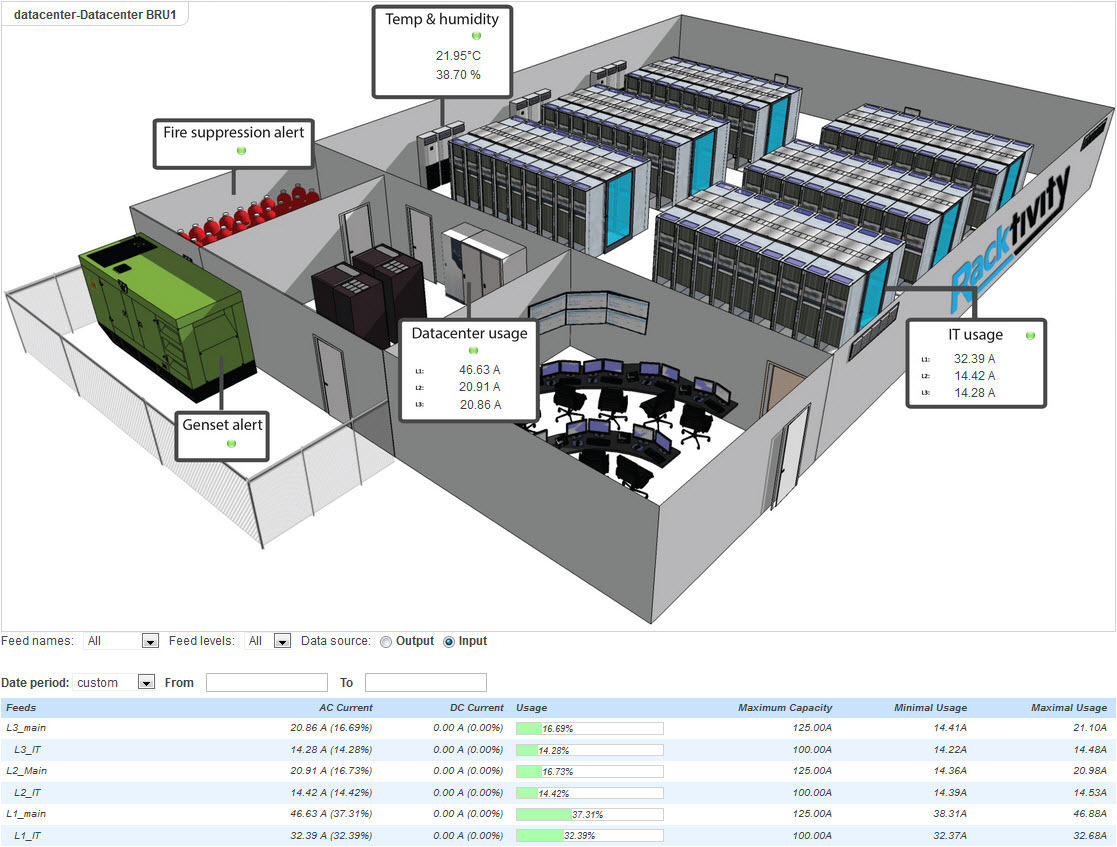 datacenter-Datacenter BRU1
Temp & humidity
21.95°C
38.70 %
Fire suppression alert
Racktivity
Datacenter usage
L1: 46.63 A
L2: 20.91 A
L3: 20.86 A
IT usage
L1: 32.39 A
L2: 14.42 A
L3: 14.28 A
Genset alert
Feed names: All Feed levels: All Data source: Output Input
Date period: custom From To
Feeds AC Current DC Current Usage Maximum Capacity Minimal Usage Maximal Usage
L3_main 20.86 A (16.69%) 0.00 A (0.00%) 16.69% 125.00A 14.41A 21.10A
L3_IT 14.28 A (14.28%) 0.00 A (0.00%) 14.28% 100.00A 14.22A 14.48A
L2_Main 20.91 A (16.73%) 0.00 A (0.00%) 16.73% 125.00A 14.36A 20.98A
L2_IT 14.42 A (14.42%) 0.00 A (0.00%) 14.42% 100.00A 14.39A 14.53A
L1_main 46.63 A (37.31%) 0.00 A (0.00%) 37.31% 125.00A 38.31A 46.88A
L1_IT 32.39 A (32.39%) 0.00 A (0.00%) 32.39% 100.00A 32.37A 32.68A